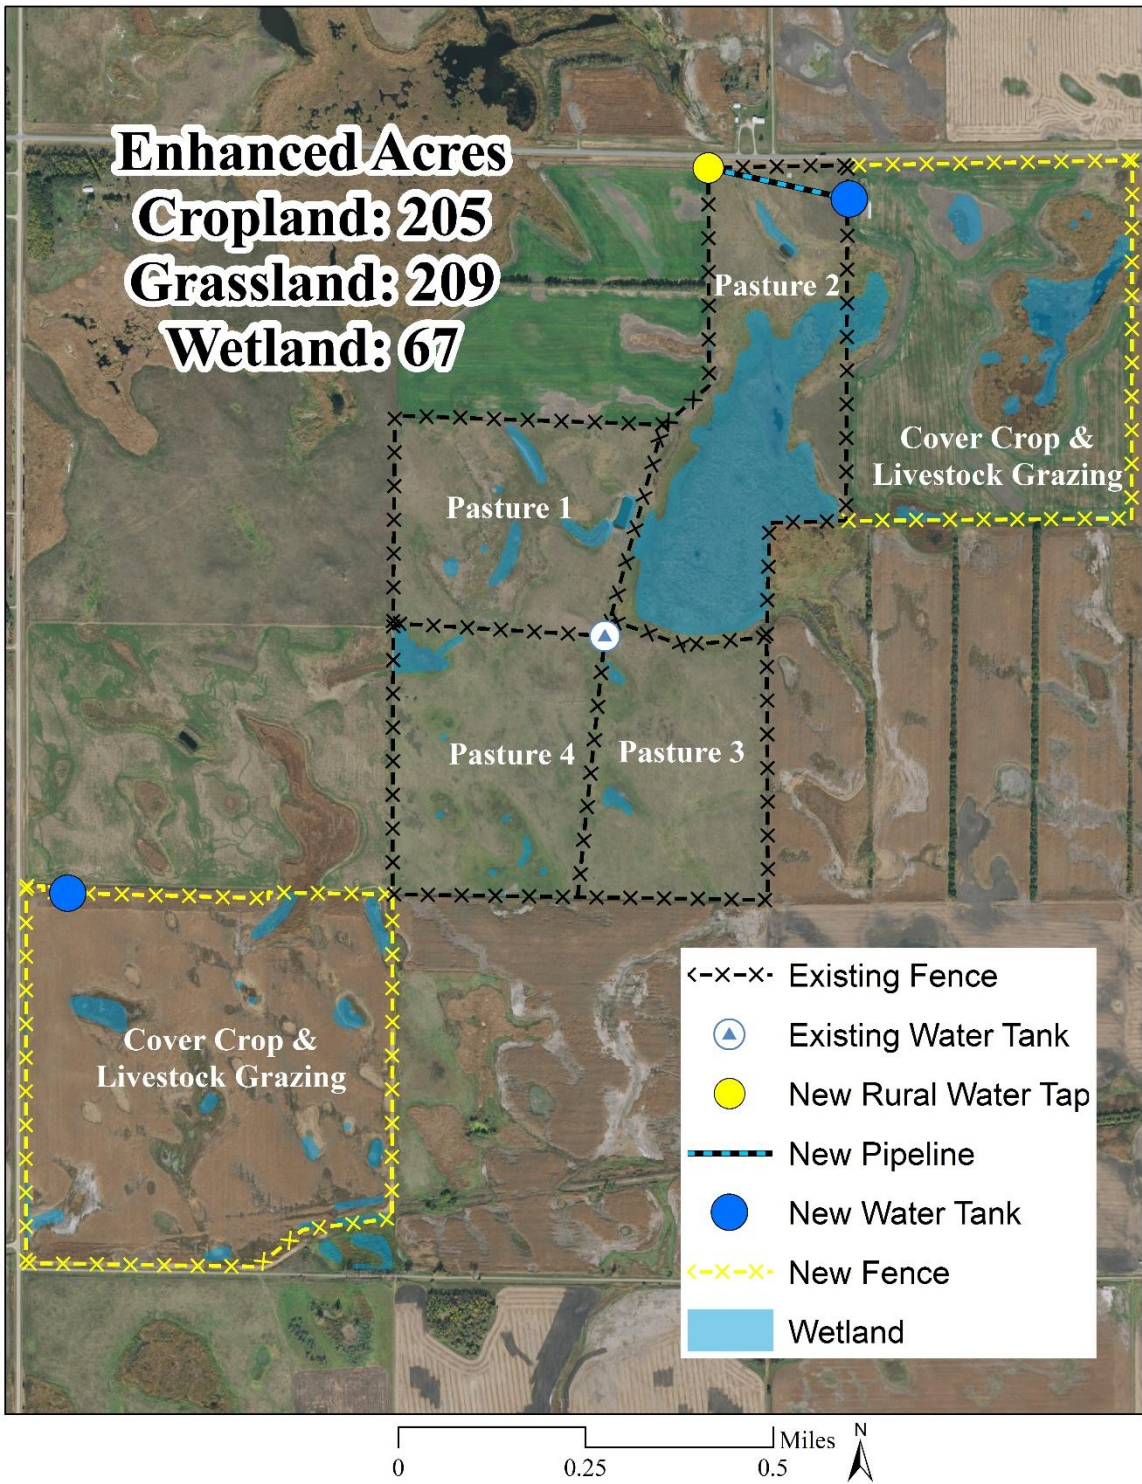 Enhanced Acres
Cropland: 205
Grassland: 209
Wetland: 67
Pasture 2
Cover Crop &
Livestock Grazing
Pasture 1
Pasture 4
Pasture 3
Cover Crop &
Livestock Grazing
Existing Fence
Existing Water Tank
New Rural Water Tap
New Pipeline
New Water Tank
New Fence
Wetland
Miles
0
0.25
0.5
N